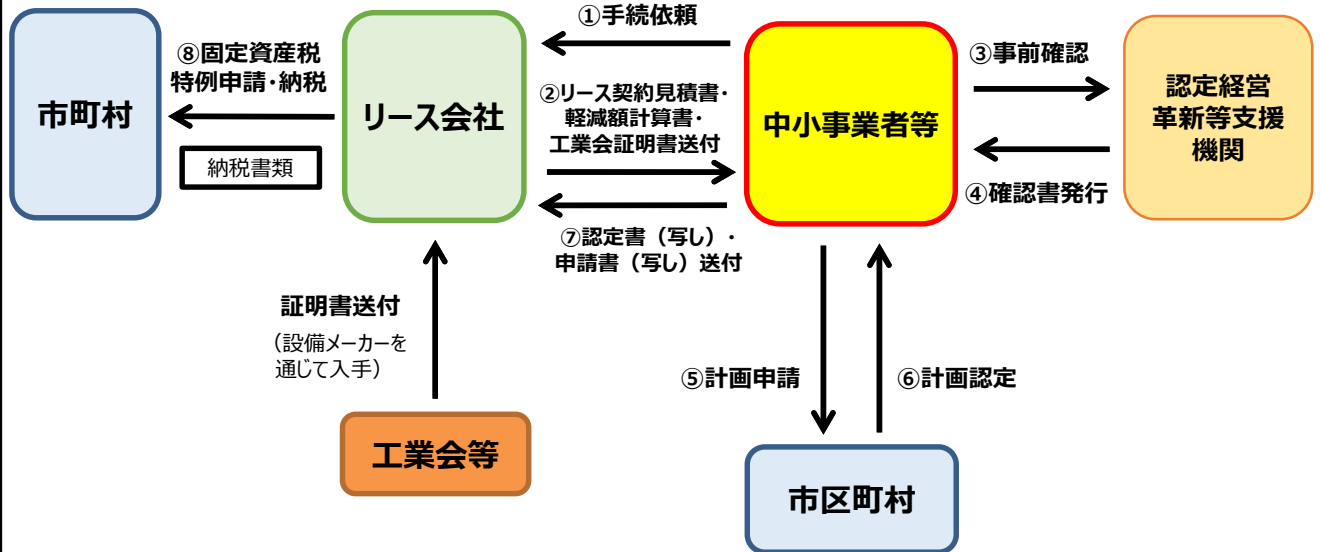 ①手続依頼
⑧固定資産税
特例申請・納税
市町村
納税書類
リース会社
②リース契約見積書・
軽減額計算書・
工業会証明書送付
中小事業者等
③事前確認
認定経営
革新等支援
機関
④確認書発行
⑦認定書（写し）・
申請書（写し）送付
証明書送付
（設備メーカーを
通じて入手）
⑤計画申請
⑥計画認定
工業会等
市区町村